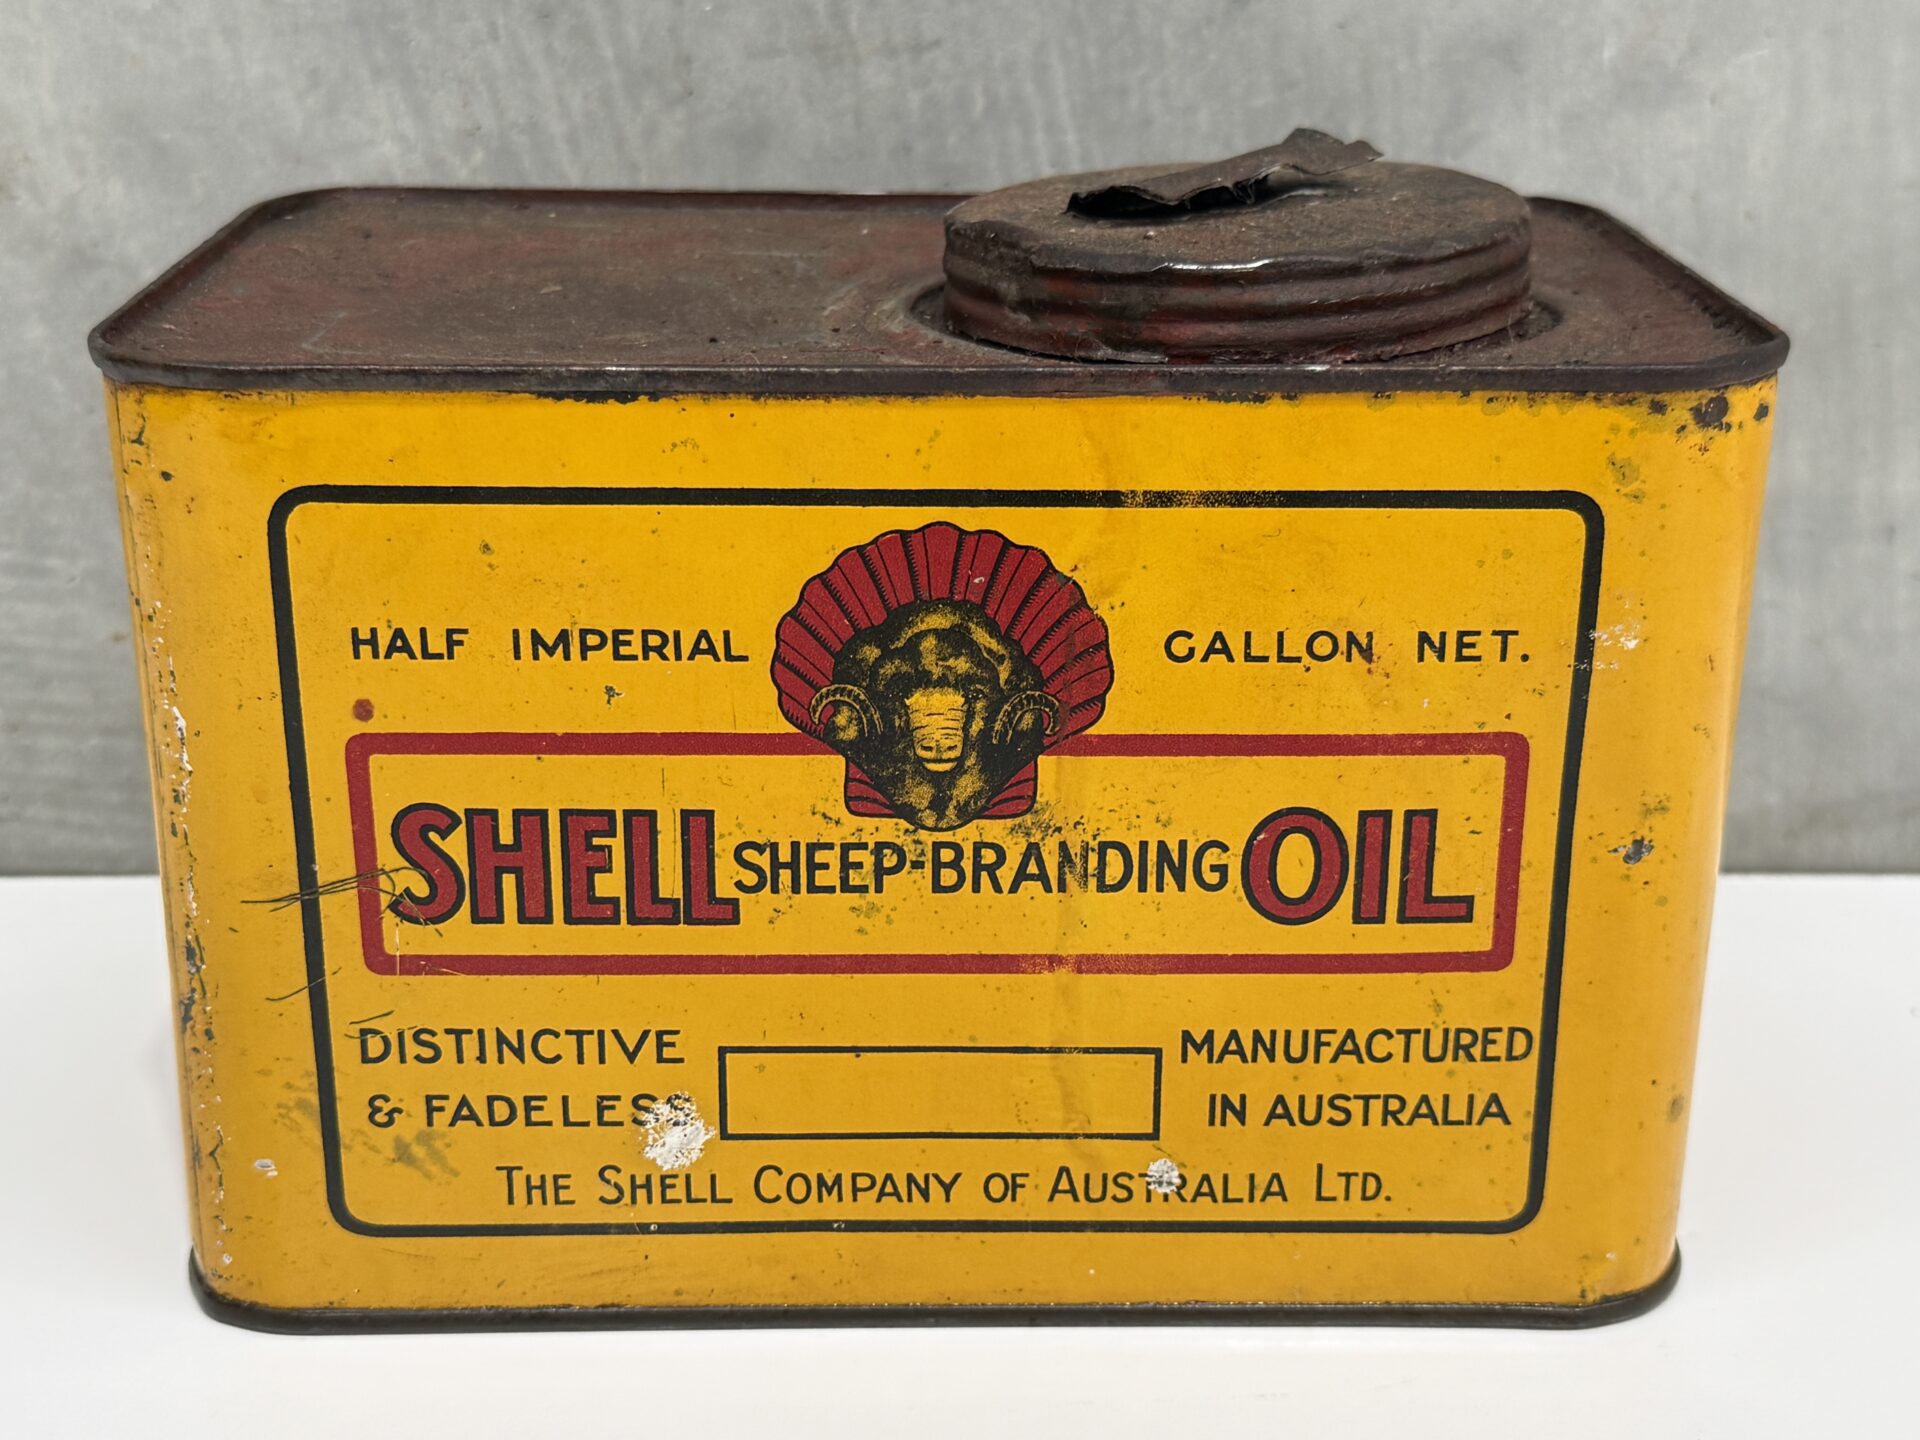 HALF IMPERIAL GALLON NET.
SHELL SHEEP-BRANDING OIL
DISTINCTIVE
& FADELESS
MANUFACTURED
IN AUSTRALIA
THE SHELL COMPANY OF AUSTRALIA LTD.